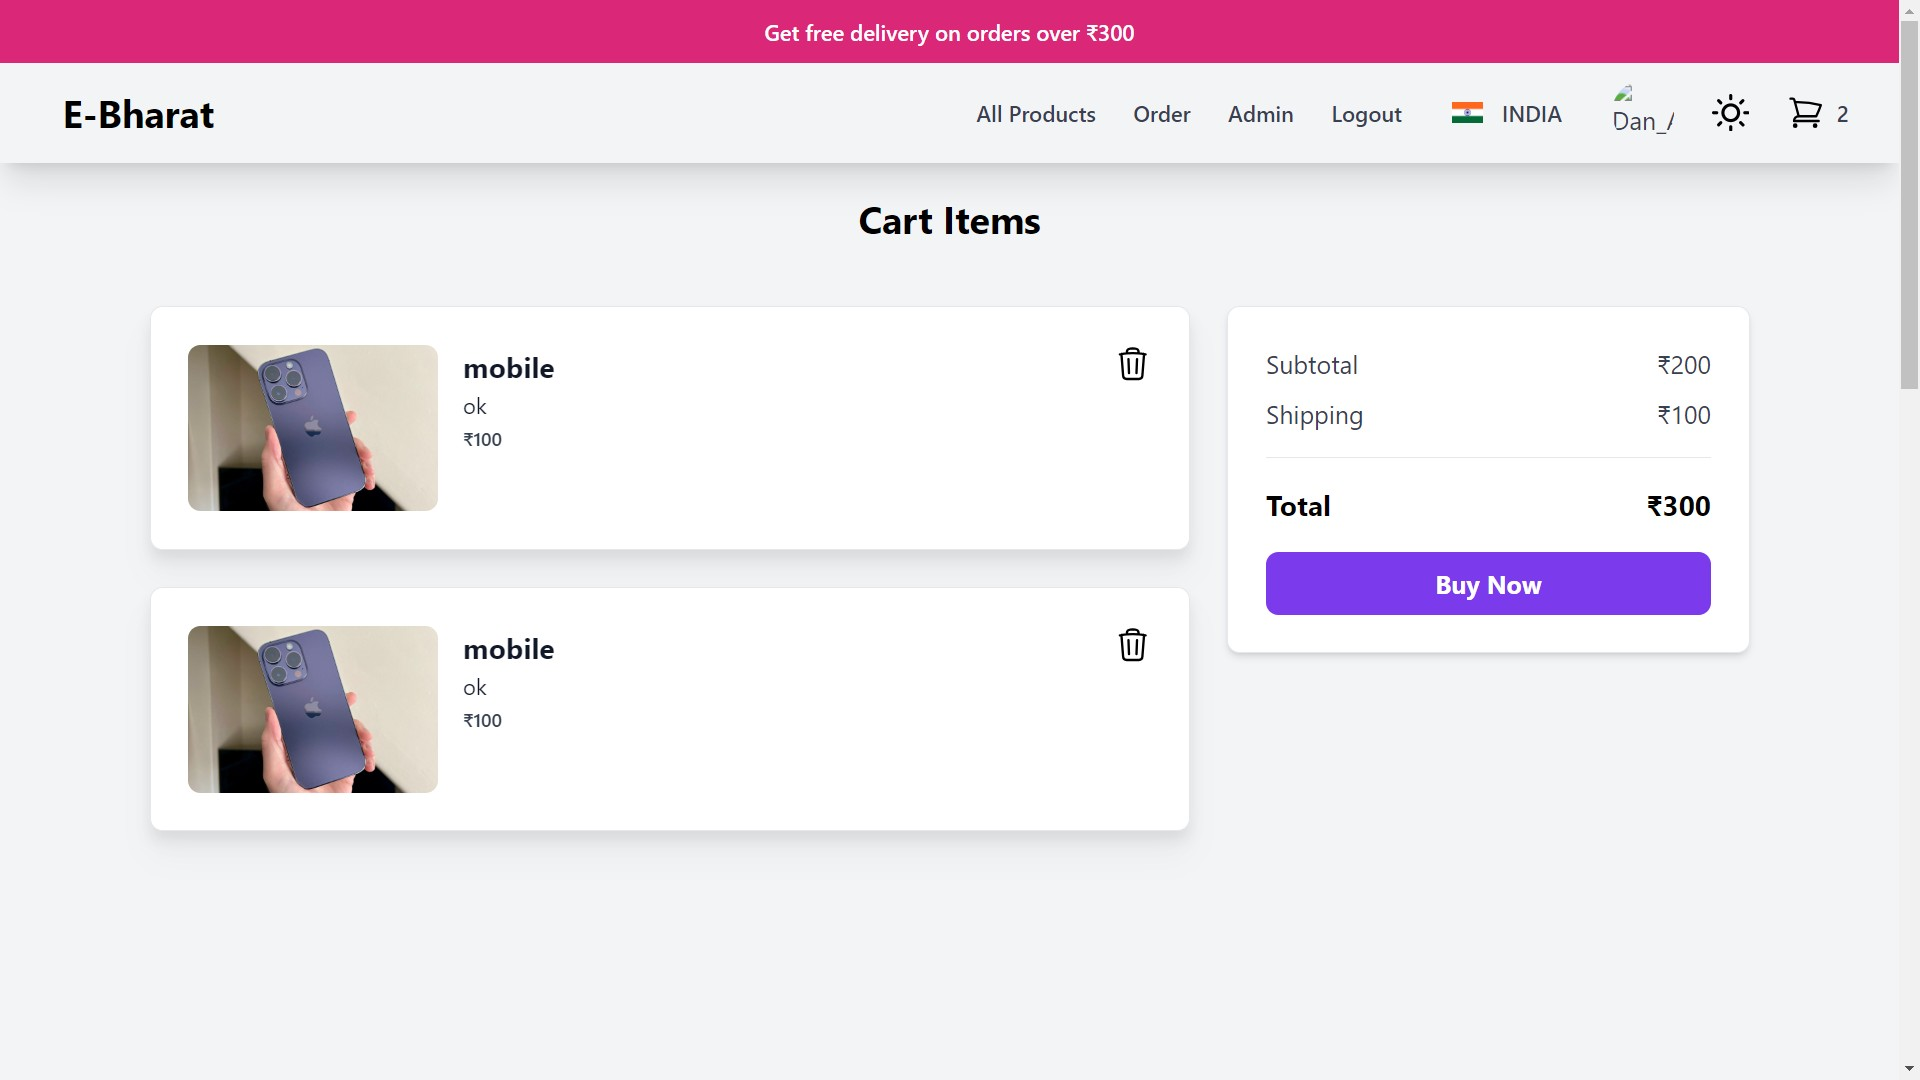 Get free delivery on orders over ₹300
E-Bharat
All Products
Order
Admin
Logout
INDIA
Dan_
2
Cart Items
mobile
ok
₹100
mobile
ok
₹100
Subtotal ₹200
Shipping ₹100
Total ₹300
Buy Now